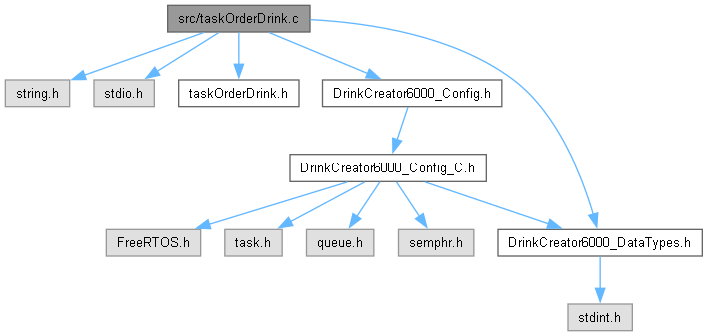 src/taskOrderDrink.c
string.h
stdio.h
taskOrderDrink.h
DrinkCreator6000_Config.h
DrinkCreator6000_Config_C.h
FreeRTOS.h
task.h
queue.h
semphr.h
DrinkCreator6000_DataTypes.h
stdint.h